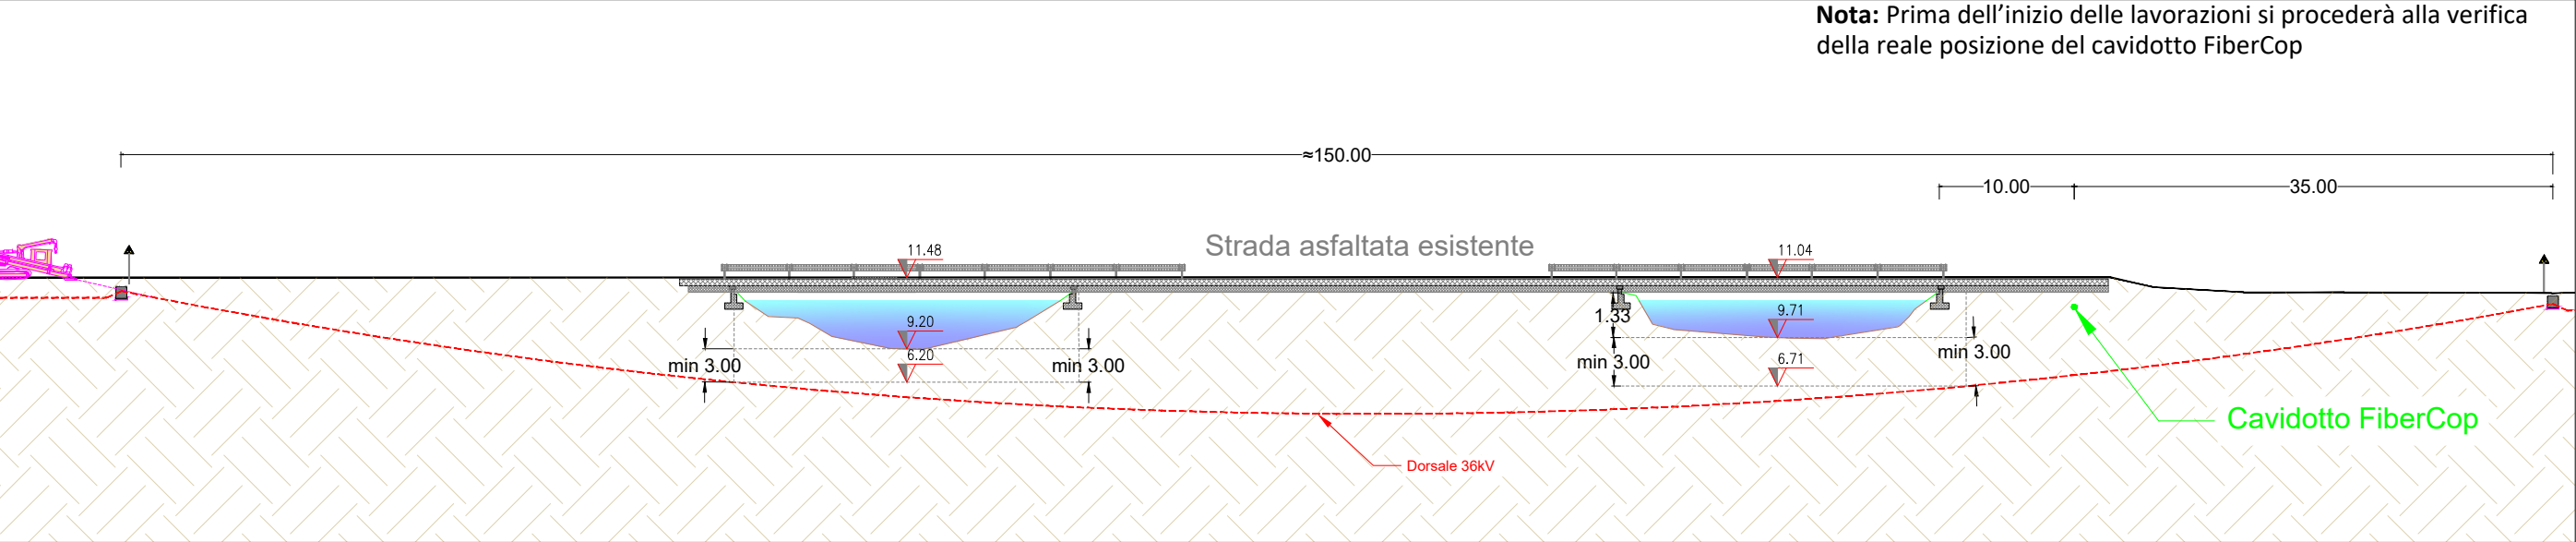 Nota: Prima dell'inizio delle lavorazioni si procederà alla verifica
della reale posizione del cavidotto FiberCop
≈150.00
10.00
35.00
Strada asfaltata esistente
11.48
11.04
9.20
6.20
min 3.00
min 3.00
1.33
9.71
min 3.00
min 3.00
6.71
Cavidotto FiberCop
Dorsale 36kV